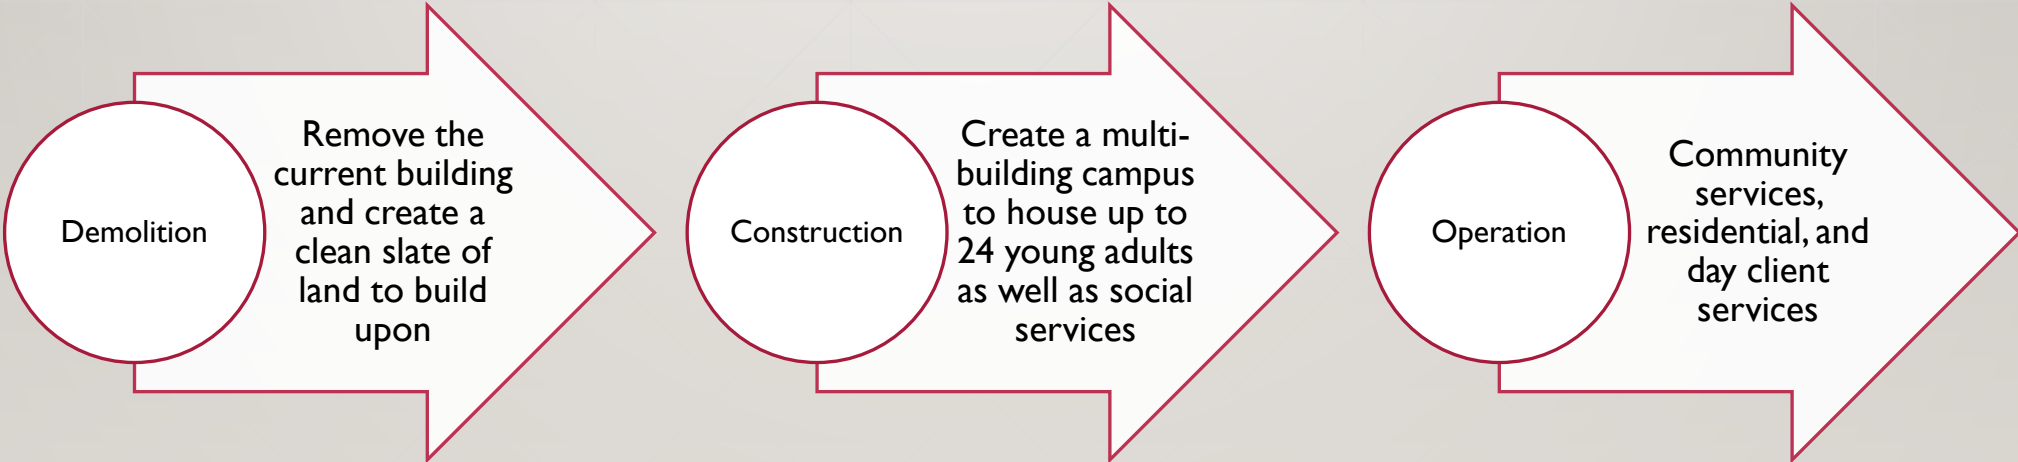 Demolition
Remove the
current building
and create a
clean slate of
land to build
upon
Construction
Create a multi-
building campus
to house up to
24 young adults
as well as social
services
Operation
Community
services,
residential, and
day client
services